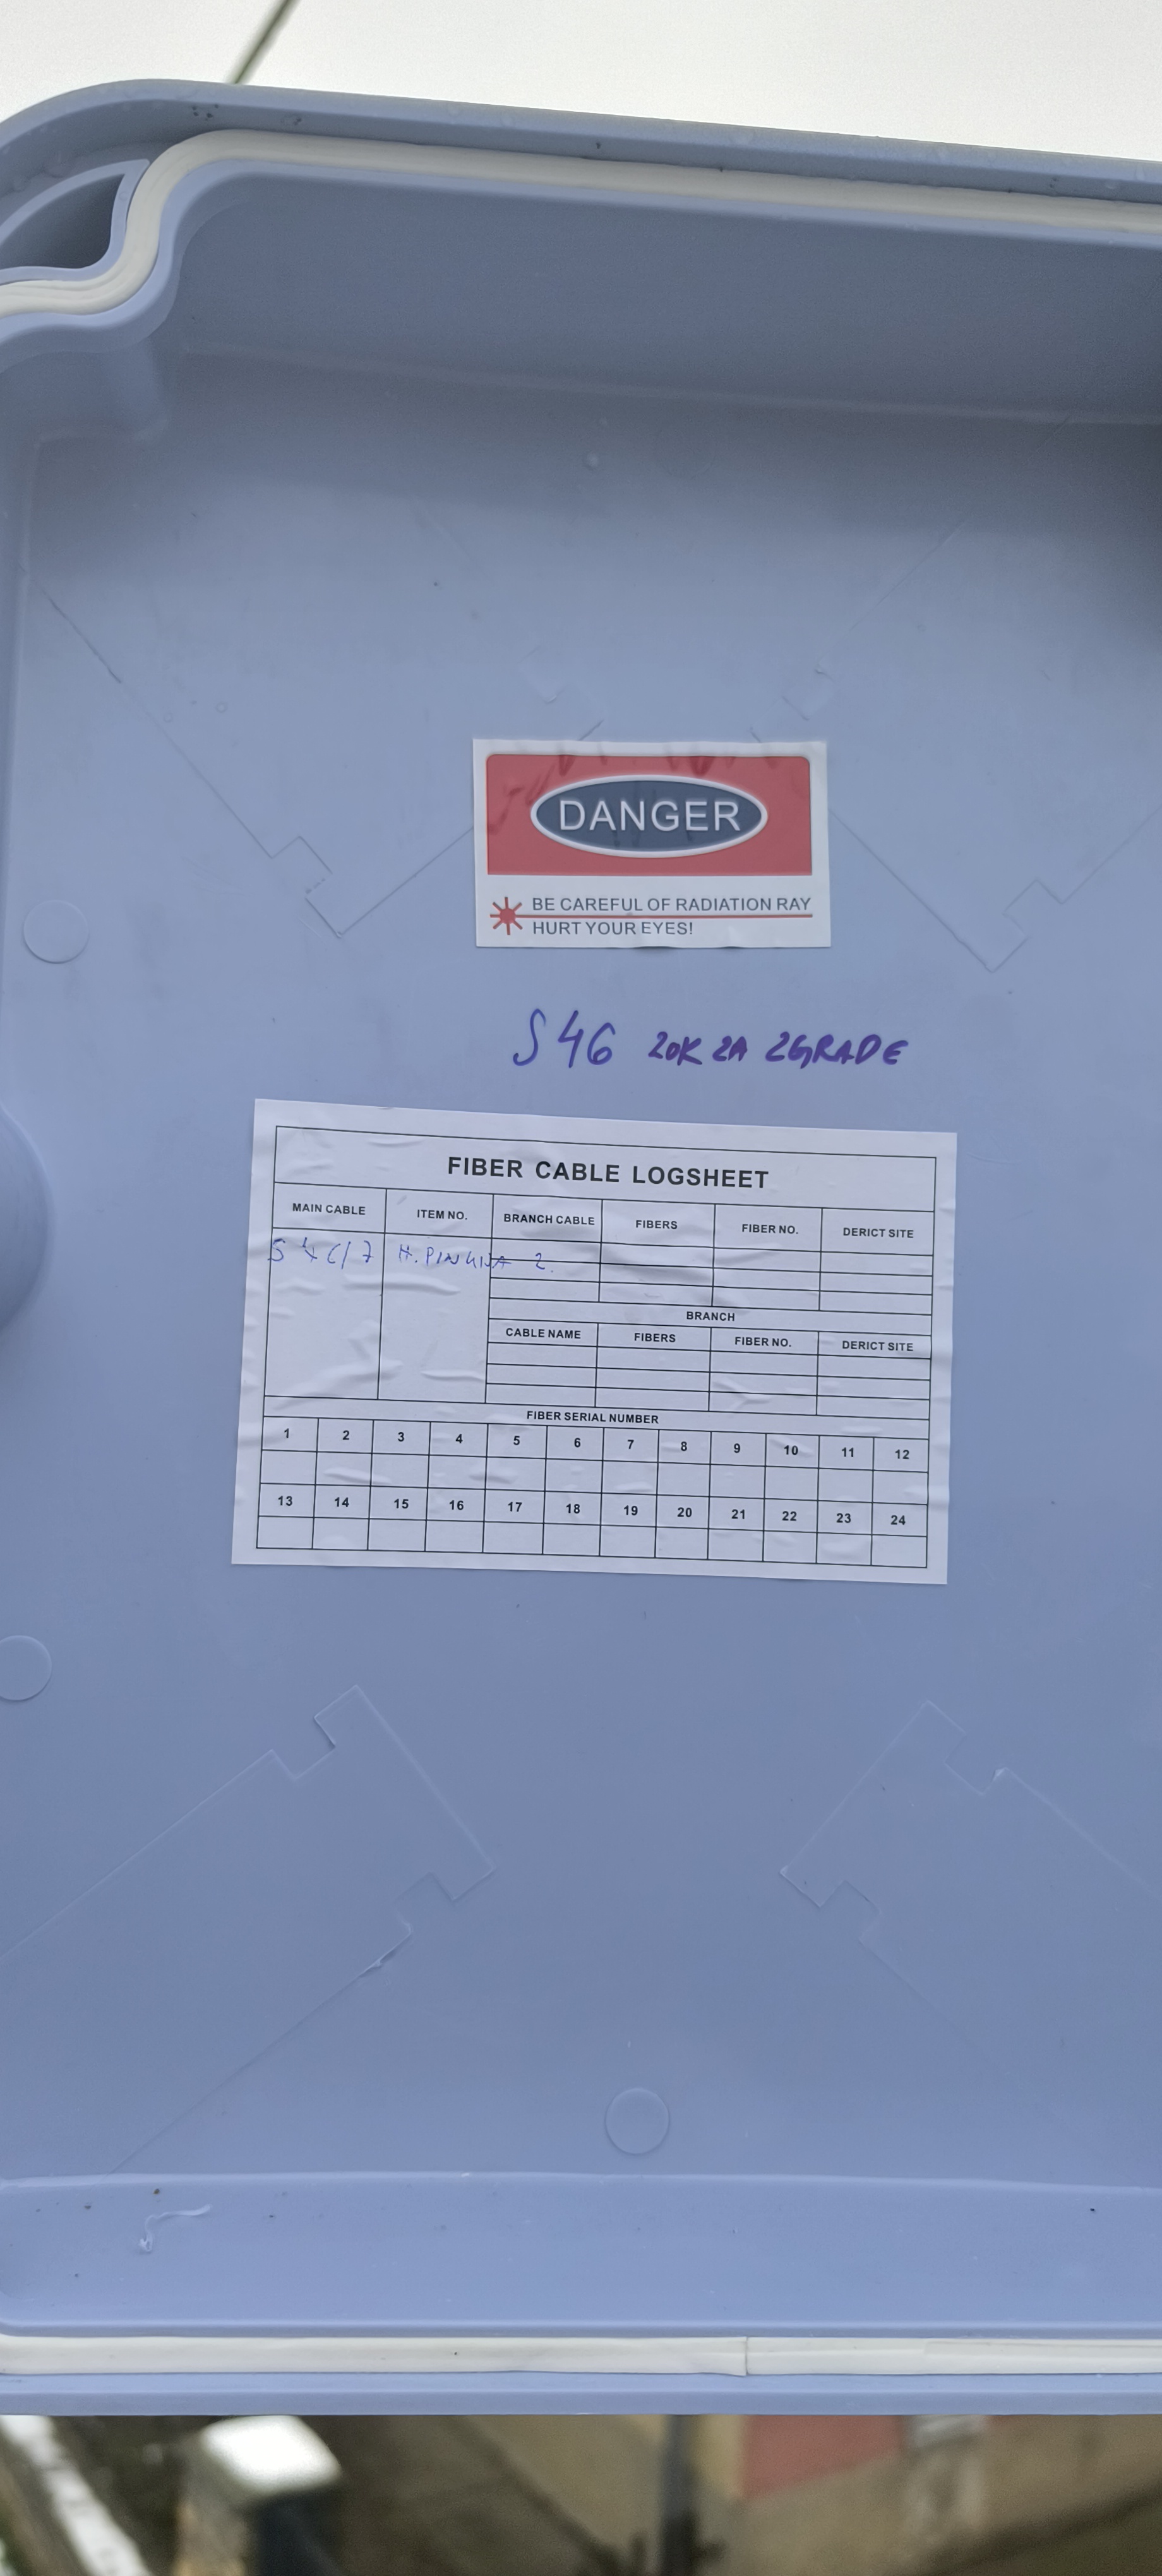 DANGER
BE CAREFUL OF RADIATION RAY
HURT YOUR EYES!
S46 20K ZA ZGRADE
FIBER CABLE LOGSHEET
MAIN CABLE ITEM NO. BRANCH CABLE FIBERS FIBER NO. DERICT SITE
H. 2.
BRANCH
CABLE NAME FIBERS FIBER NO. DERICT SITE
FIBER SERIAL NUMBER
1 2 3 4 5 6 7 8 9 10 11 12
13 14 15 16 17 18 19 20 21 22 23 24